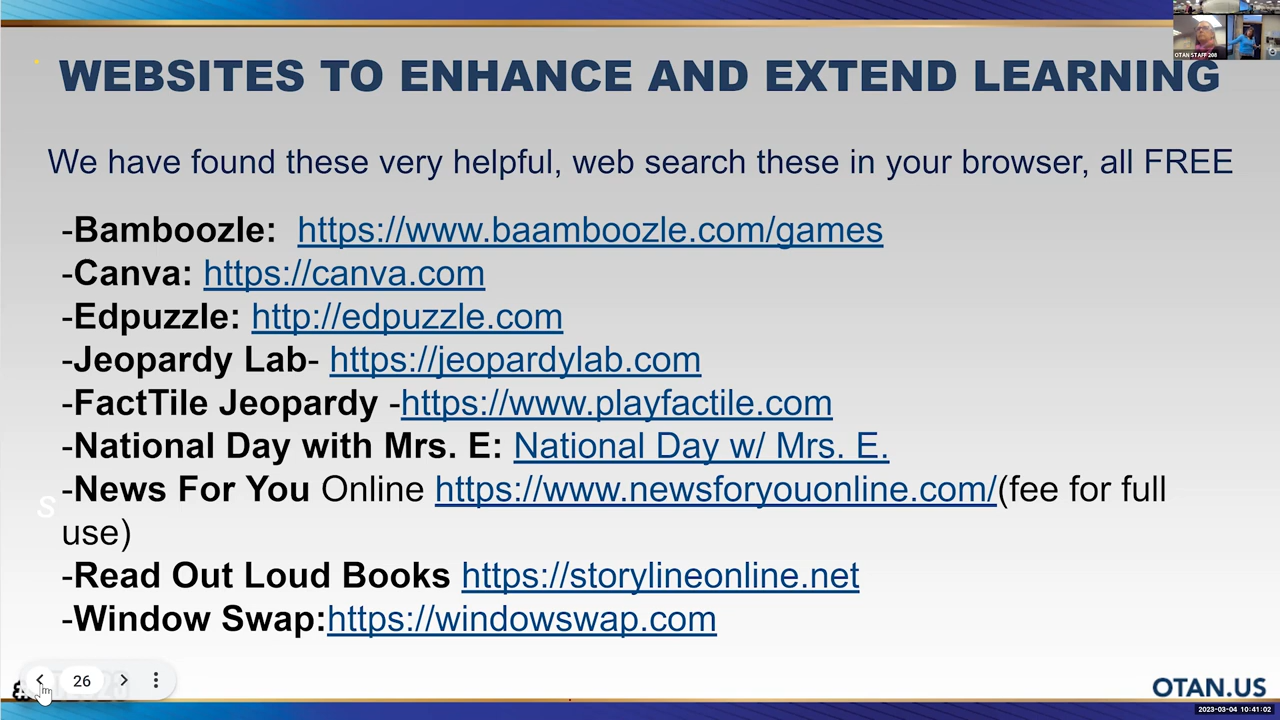 OTAN STAFF 208
WEBSITES TO ENHANCE AND EXTEND LEARNING
We have found these very helpful, web search these in your browser, all FREE
-Bamboozle: https://www.baamboozle.com/games
-Canva: https://canva.com
-Edpuzzle: http://edpuzzle.com
-Jeopardy Lab- https://jeopardylab.com
-FactTile Jeopardy -https://www.playfactile.com
-National Day with Mrs. E: National Day w/ Mrs. E.
-News For You Online https://www.newsforyouonline.com/(fee for full
S
use)
-Read Out Loud Books https://storylineonline.net
-Window Swap:https://windowswap.com
26
OTAN.US
2023-03-04 10:41:02